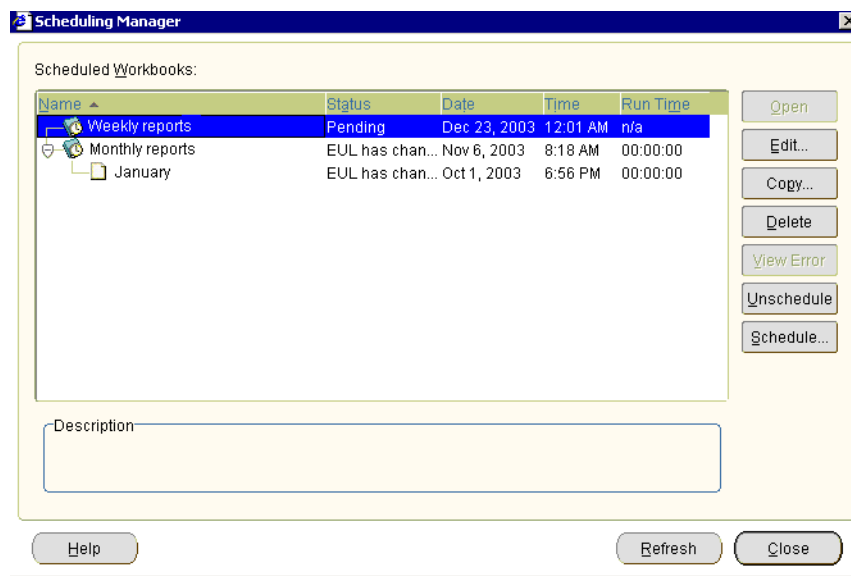 Scheduling Manager
Scheduled Workbooks:
Name Status Date Time Run Time
Weekly reports Pending Dec 23, 2003 12:01 AM n/a
Monthly reports EUL has chan... Nov 6, 2003 8:18 AM 00:00:00
January EUL has chan... Oct 1, 2003 6:56 PM 00:00:00
Open
Edit...
Copy...
Delete
View Error
Unschedule
Schedule...
Description
Help Refresh Close